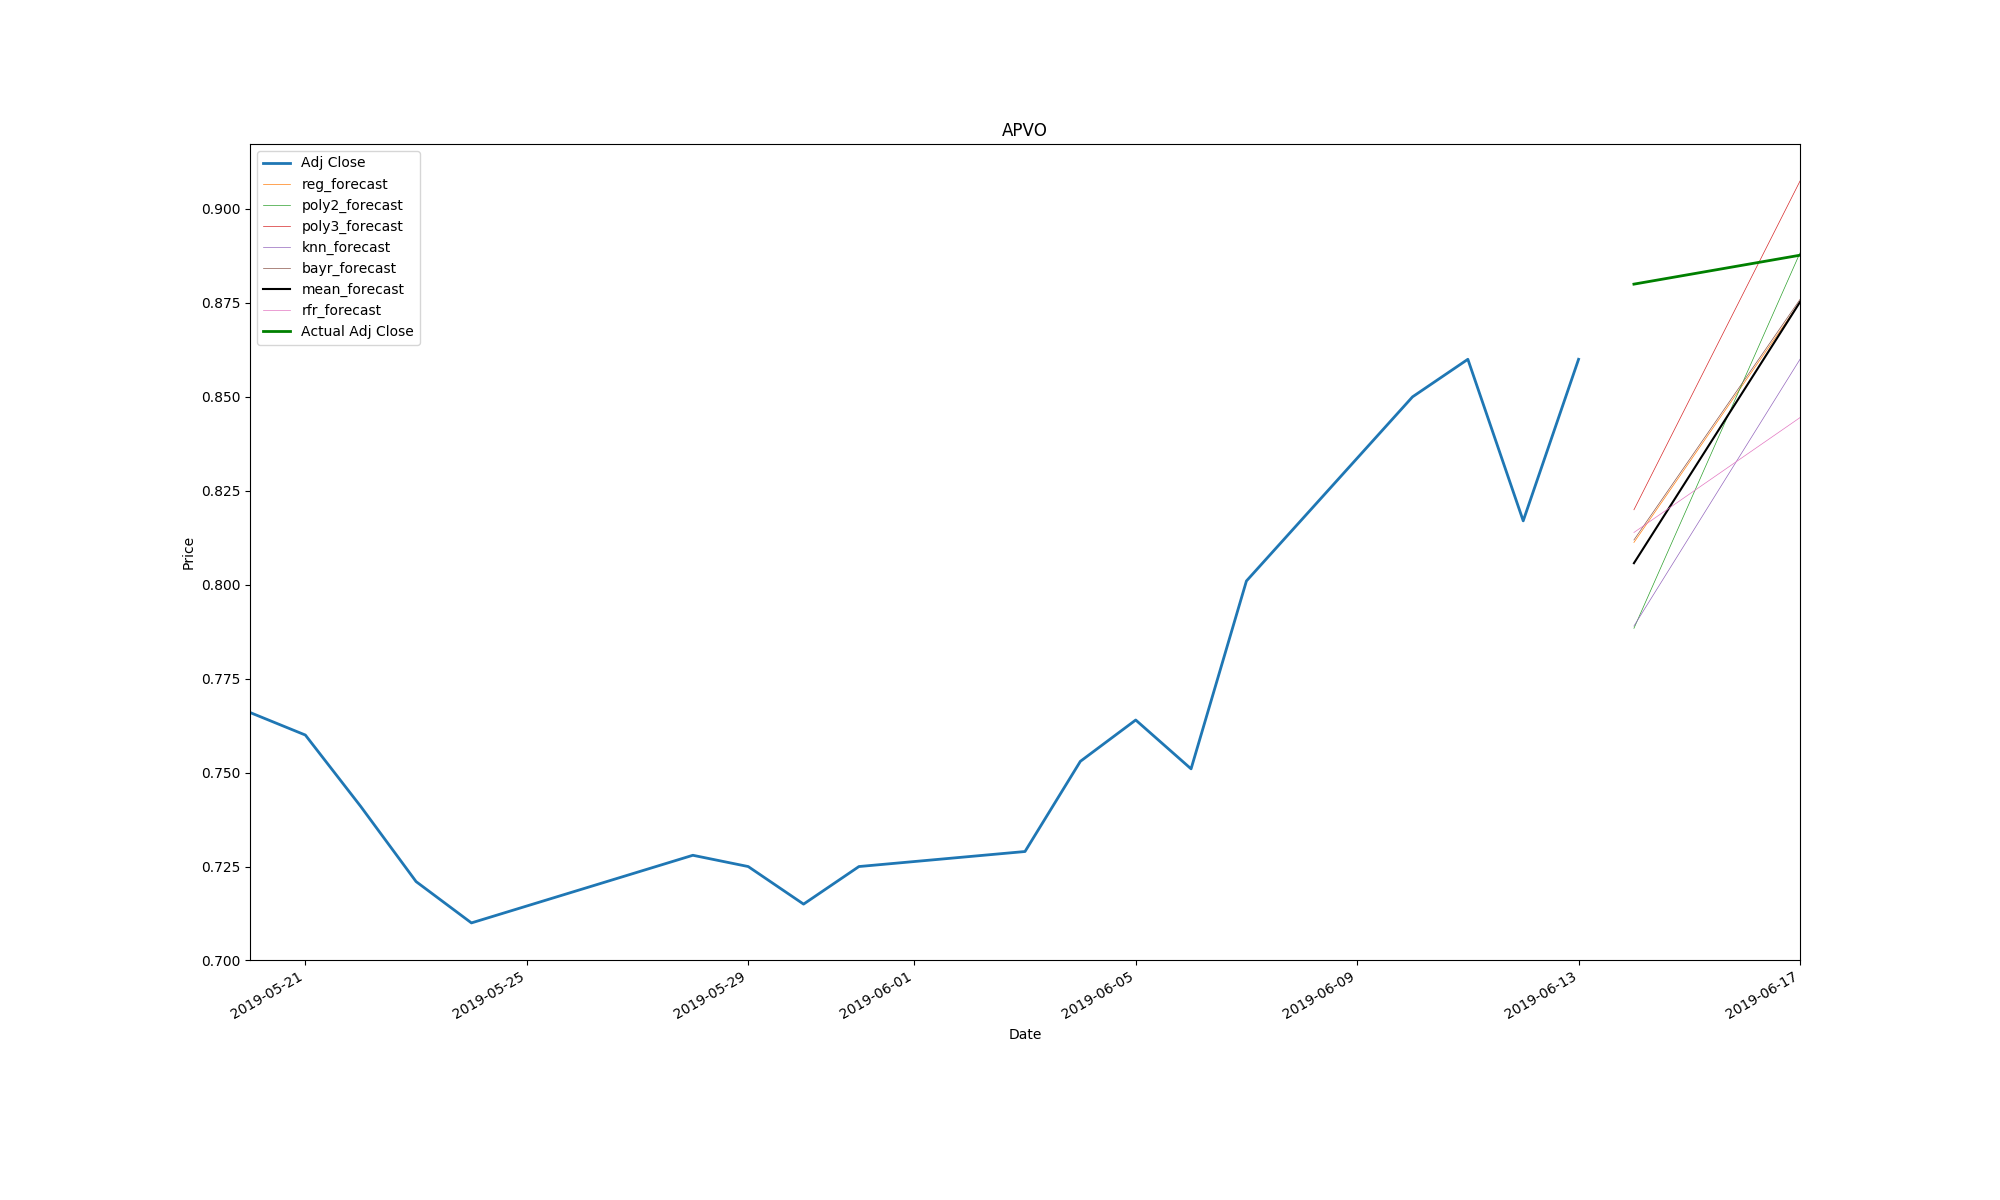 APVO
Adj Close
reg_forecast
poly2_forecast
poly3_forecast
knn_forecast
bayr_forecast
mean_forecast
rfr_forecast
Actual Adj Close
0.900
0.875
0.850
0.825
0.800
0.775
0.750
0.725
0.700
Price
2019-05-21
2019-05-25
2019-05-29
2019-06-01
2019-06-05
2019-06-09
2019-06-13
2019-06-17
Date